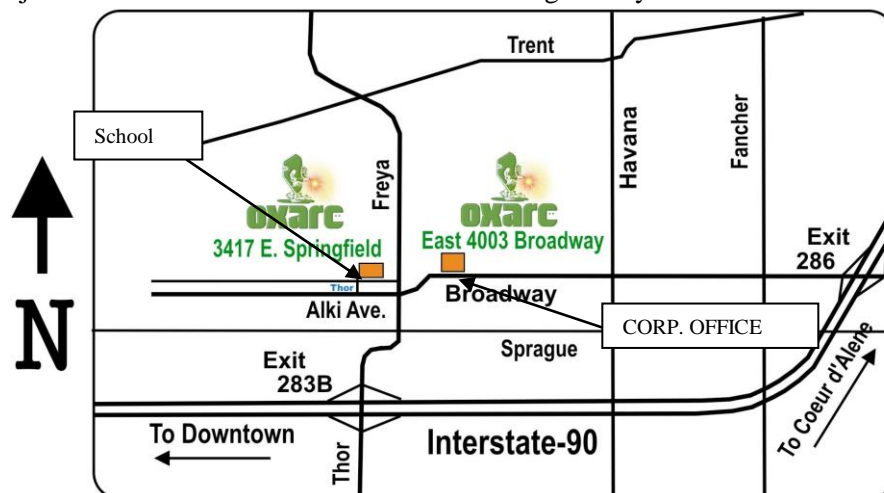 Trent
School
Freya
Havana
Fancher
oxarc
3417 E. Springfield
oxarc
East 4003 Broadway
Exit
286
Thor
Alki Ave.
Broadway
CORP. OFFICE
N
Sprague
Exit
283B
To Downtown
Thor
Interstate-90
To Coeur d'Alene